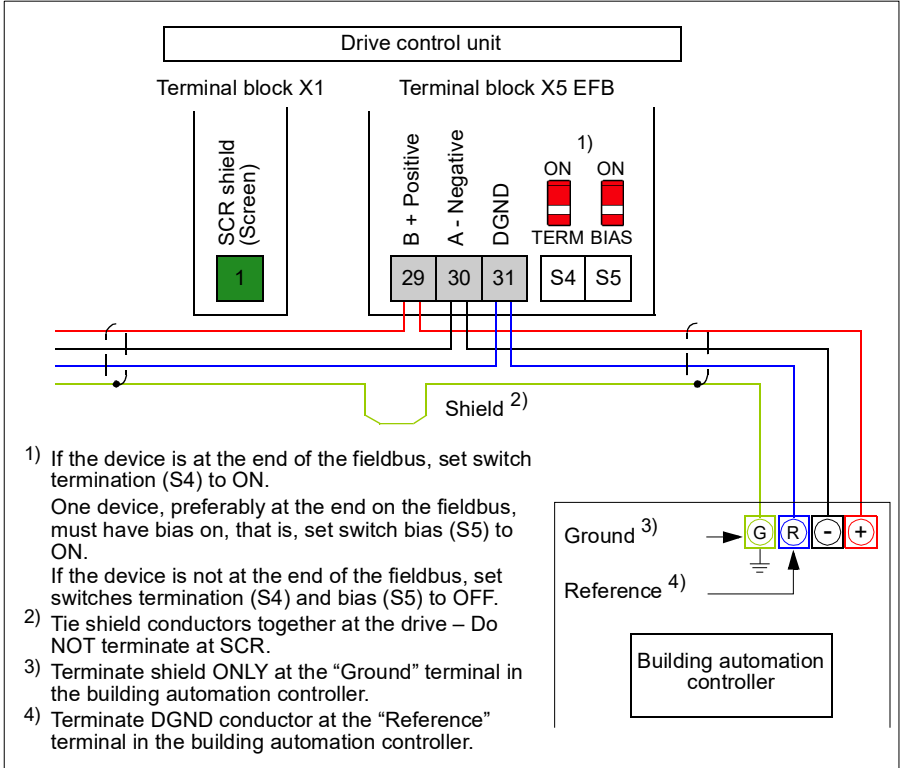 Drive control unit
Terminal block X1
Terminal block X5 EFB
SCR shield
(Screen)
1
B + Positive
A - Negative
DGND
1)
ON
ON
TERM
BIAS
29
30
31
S4
S5
Shield 2)
1) If the device is at the end of the fieldbus, set switch
termination (S4) to ON.
One device, preferably at the end on the fieldbus,
must have bias on, that is, set switch bias (S5) to
ON.
If the device is not at the end of the fieldbus, set
switches termination (S4) and bias (S5) to OFF.
2) Tie shield conductors together at the drive – Do
NOT terminate at SCR.
3) Terminate shield ONLY at the “Ground” terminal in
the building automation controller.
4) Terminate DGND conductor at the “Reference”
terminal in the building automation controller.
Ground 3)
G
R
-
+
Reference 4)
Building automation
controller